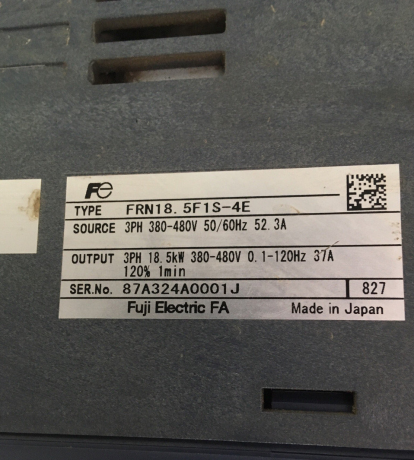 Fe
TYPE FRN18.5F1S-4E
SOURCE 3PH 380-480V 50/60Hz 52.3A
OUTPUT 3PH 18.5kW 380-480V 0.1-120Hz 37A
120% 1min
SER.No. 87A324A0001J 827
Fuji Electric FA Made in Japan